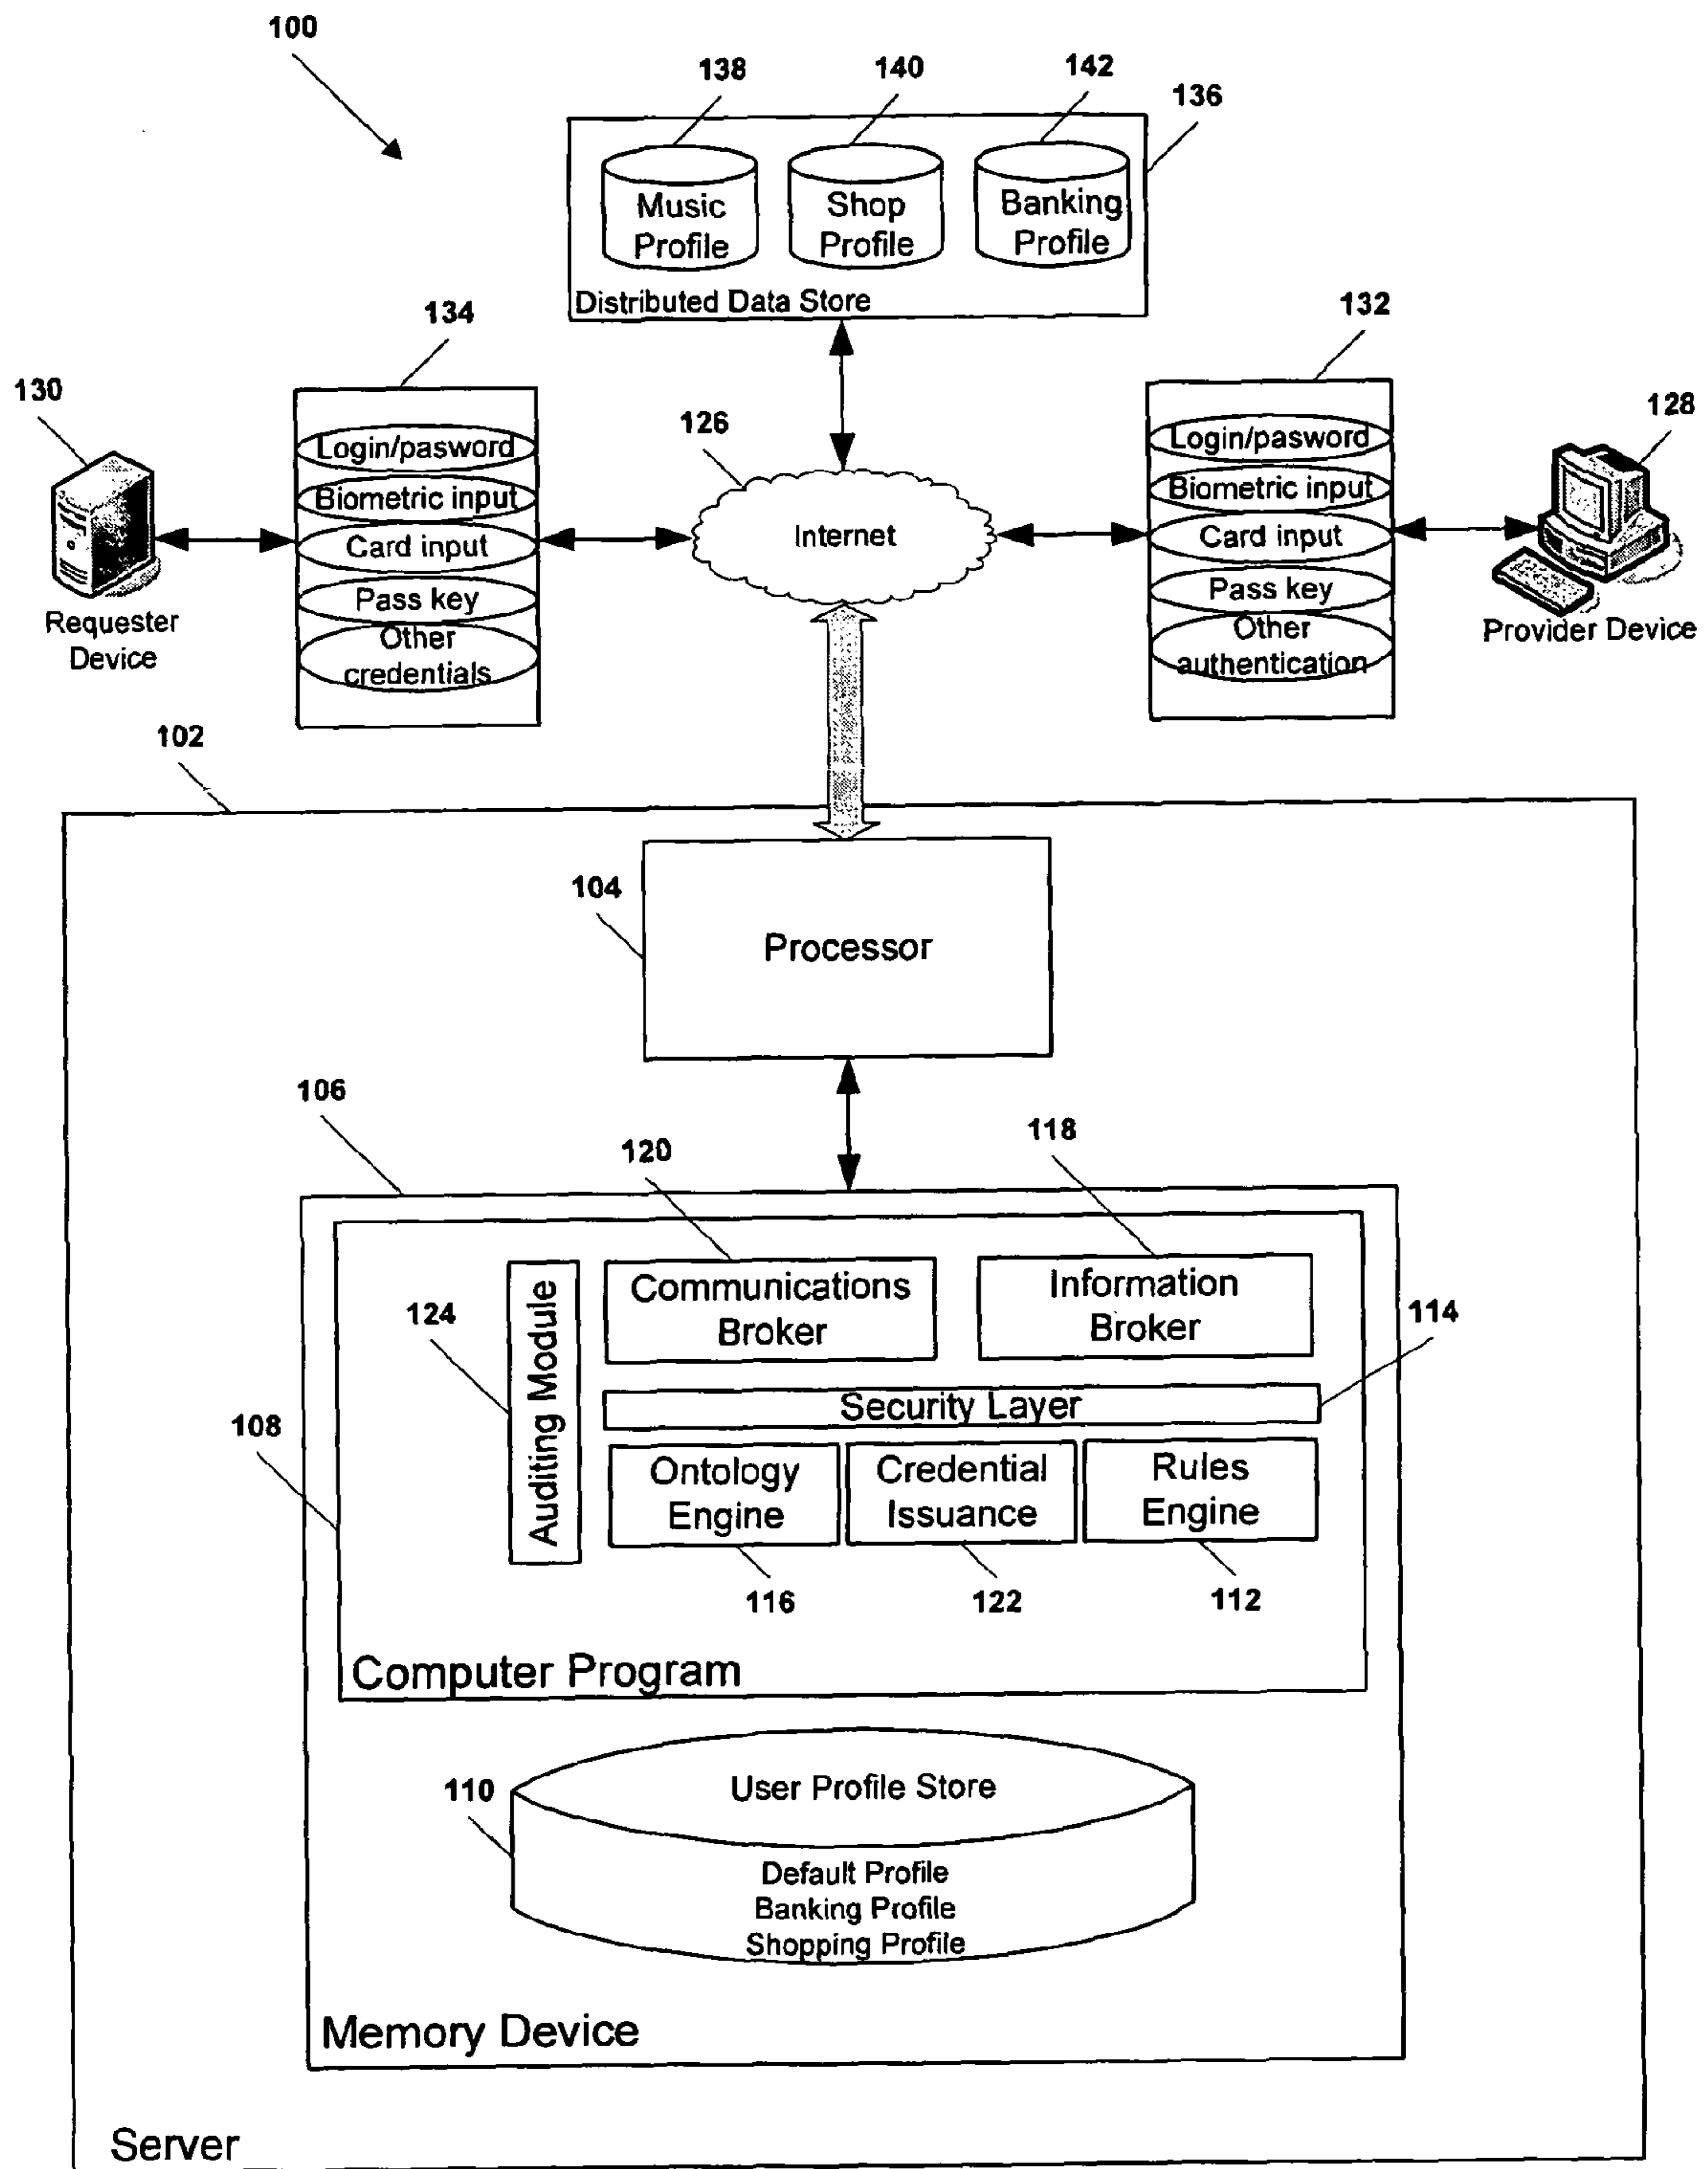 100
138
140
142
136
Music
Profile
Shop
Profile
Banking
Profile
Distributed Data Store
134
132
130
128
126
Login/pasword
Biometric input
Card input
Pass key
Other
credentials
Internet
Login/pasword
Biometric input
Card input
Pass key
Other
authentication
Requester
Device
Provider Device
102
104
Processor
106
120
118
Communications
Broker
Information
Broker
114
124
Auditing Module
Security Layer
108
Ontology
Engine
Credential
Issuance
Rules
Engine
116
122
112
Computer Program
110
User Profile Store
Default Profile
Banking Profile
Shopping Profile
Memory Device
Server